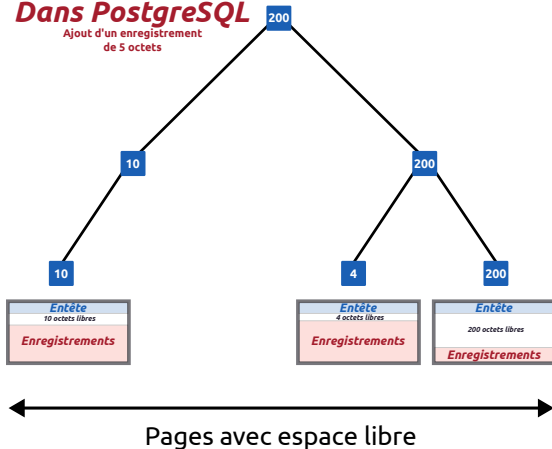 Dans PostgreSQL
Ajout d'un enregistrement
de 5 octets
200
10
200
10
4
200
Entête
10 octets libres
Enregistrements
Entête
4 octets libres
Enregistrements
Entête
200 octets libres
Enregistrements
Pages avec espace libre